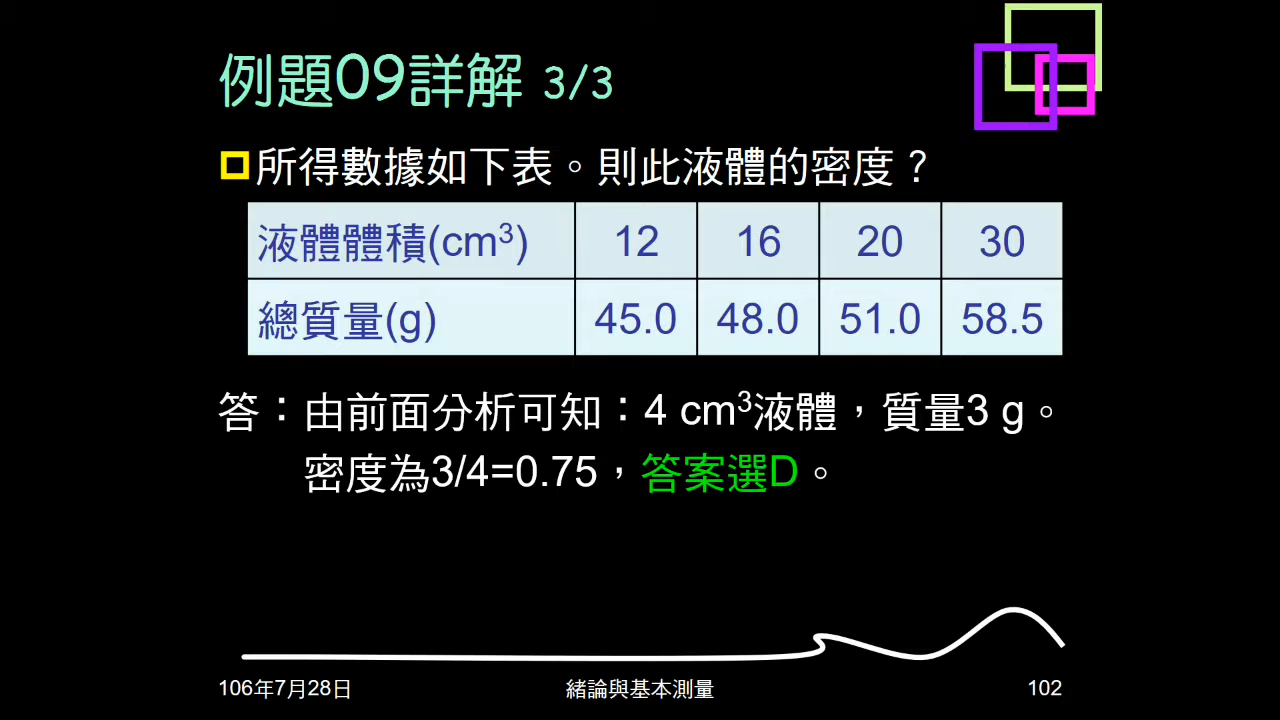 例題09詳解 3/3
所得數據如下表。則此液體的密度？
液體體積(cm³) 12 16 20 30
總質量(g) 45.0 48.0 51.0 58.5
答：由前面分析可知：4 cm³液體，質量3 g。
密度為3/4=0.75，答案選D。
106年7月28日 緒論與基本測量 102